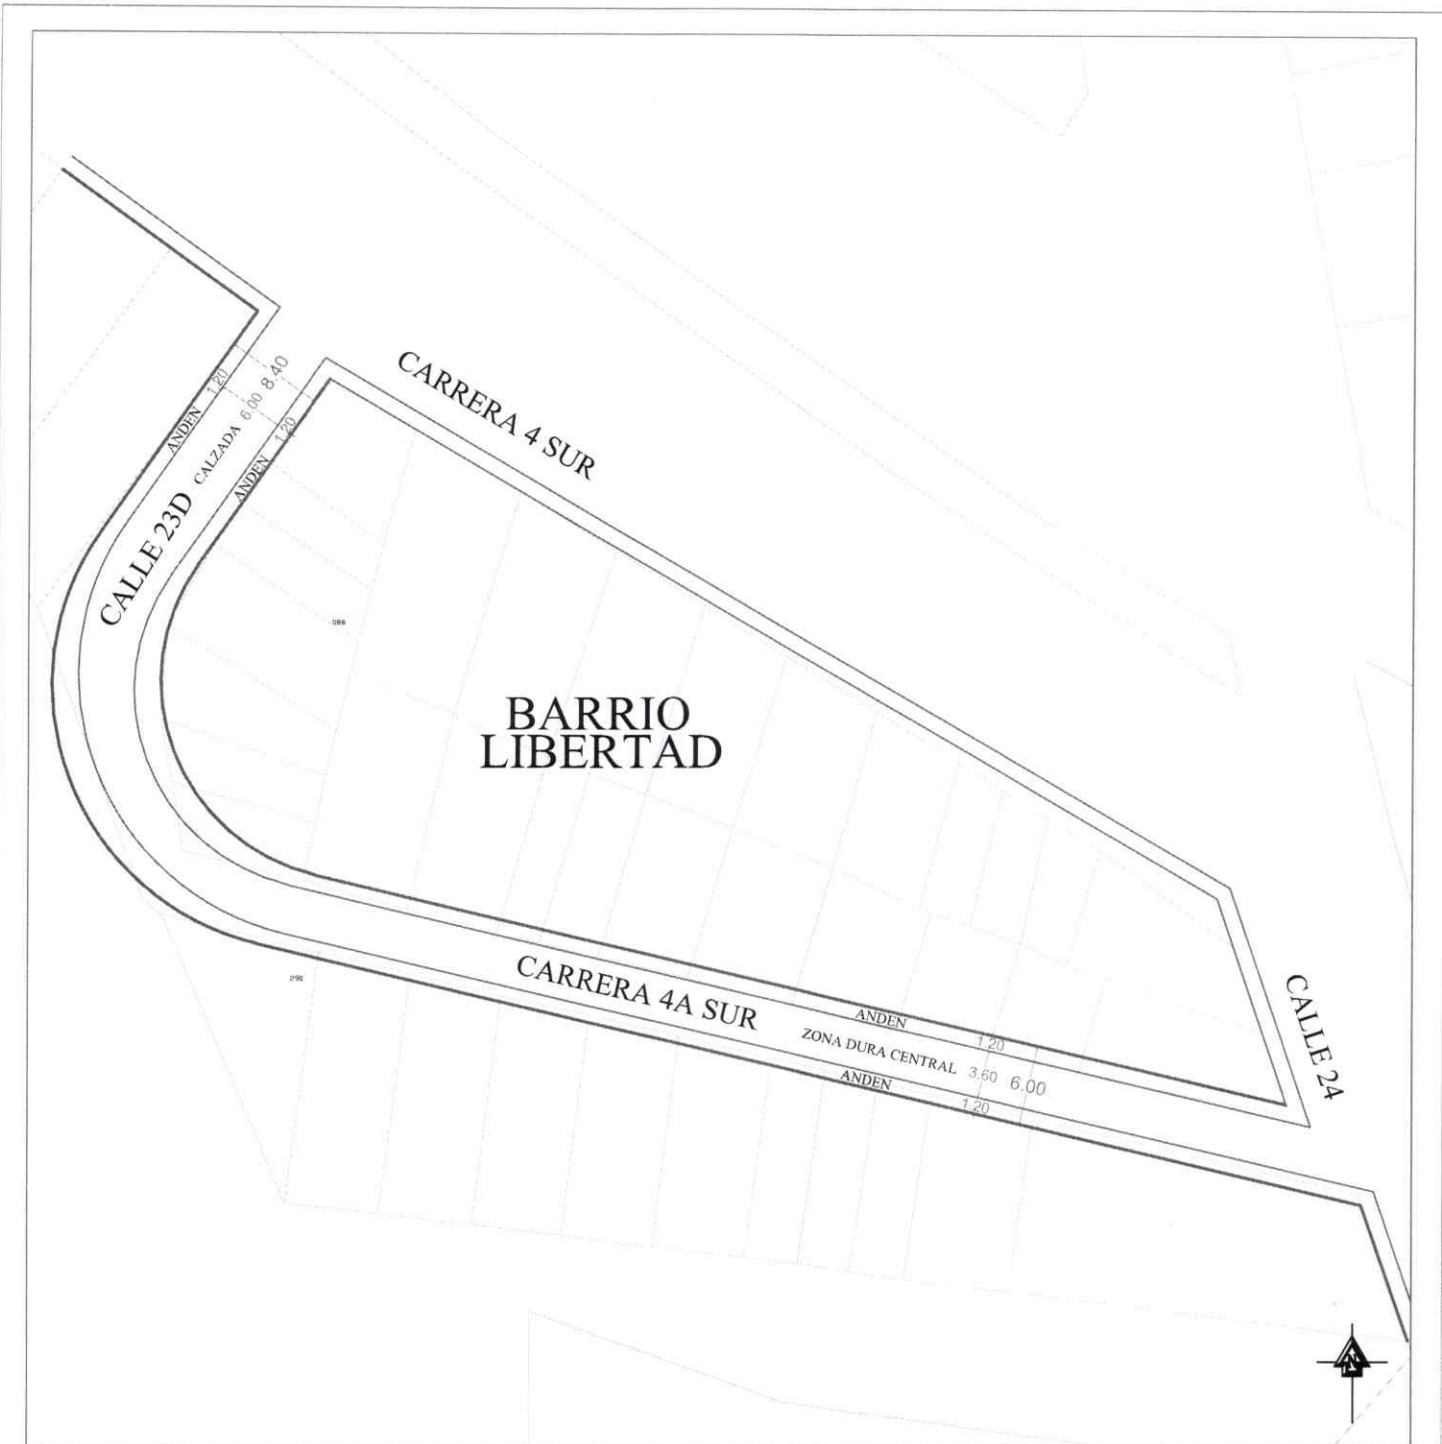 CARRERA 4 SUR
1.20
8.40
ANDEN
CALZADA 6.00
1.20
ANDEN
CALLE 23D
088
BARRIO
LIBERTAD
CARRERA 4A SUR
ANDEN
1.20
ZONA DURA CENTRAL 3.60 6.00
ANDEN
1.20
CALLE 24
N